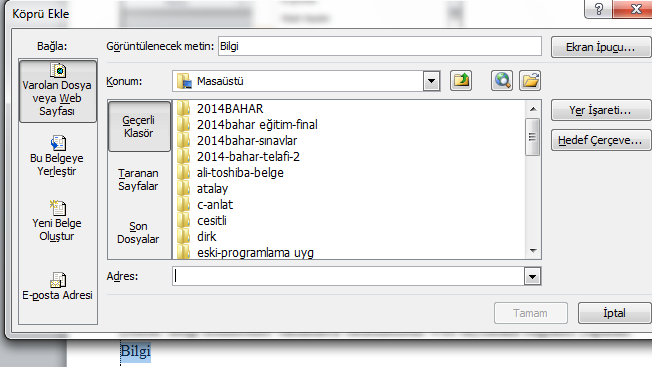 Köprü Ekle
Bağla:
Görüntülenecek metin: Bilgi
Ekran İpucu...
Varolan Dosya
veya Web
Sayfası
Konum: Masaüstü
Geçerli
Klasör
2014BAHAR
2014bahar eğitim-final
2014bahar-sınavlar
2014-bahar-telafi-2
ali-toshiba-belge
atalay
c-anlat
cesitli
dirk
eski-programlama uyg
Yer İşareti...
Hedef Çerçeve...
Bu Belgeye
Yerleştir
Taranan
Sayfalar
Yeni Belge
Oluştur
Son
Dosyalar
E-posta Adresi
Adres:
Tamam
İptal
Bilgi